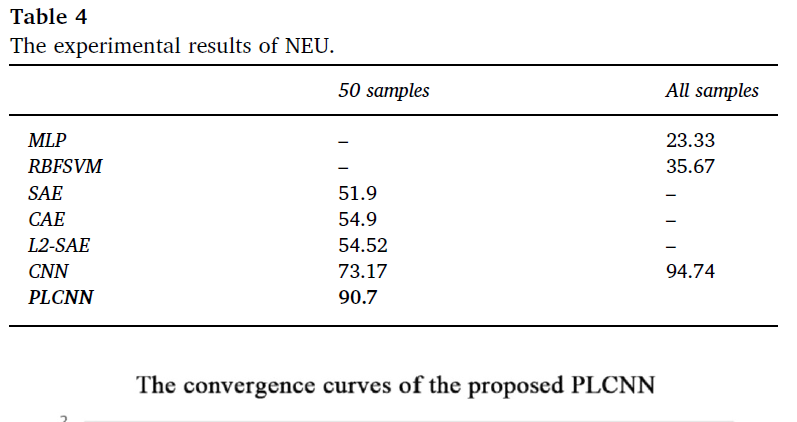 Table 4
The experimental results of NEU.
50 samples All samples
MLP – 23.33
RBFSVM – 35.67
SAE 51.9 –
CAE 54.9 –
L2-SAE 54.52 –
CNN 73.17 94.74
PLCNN 90.7
The convergence curves of the proposed PLCNN